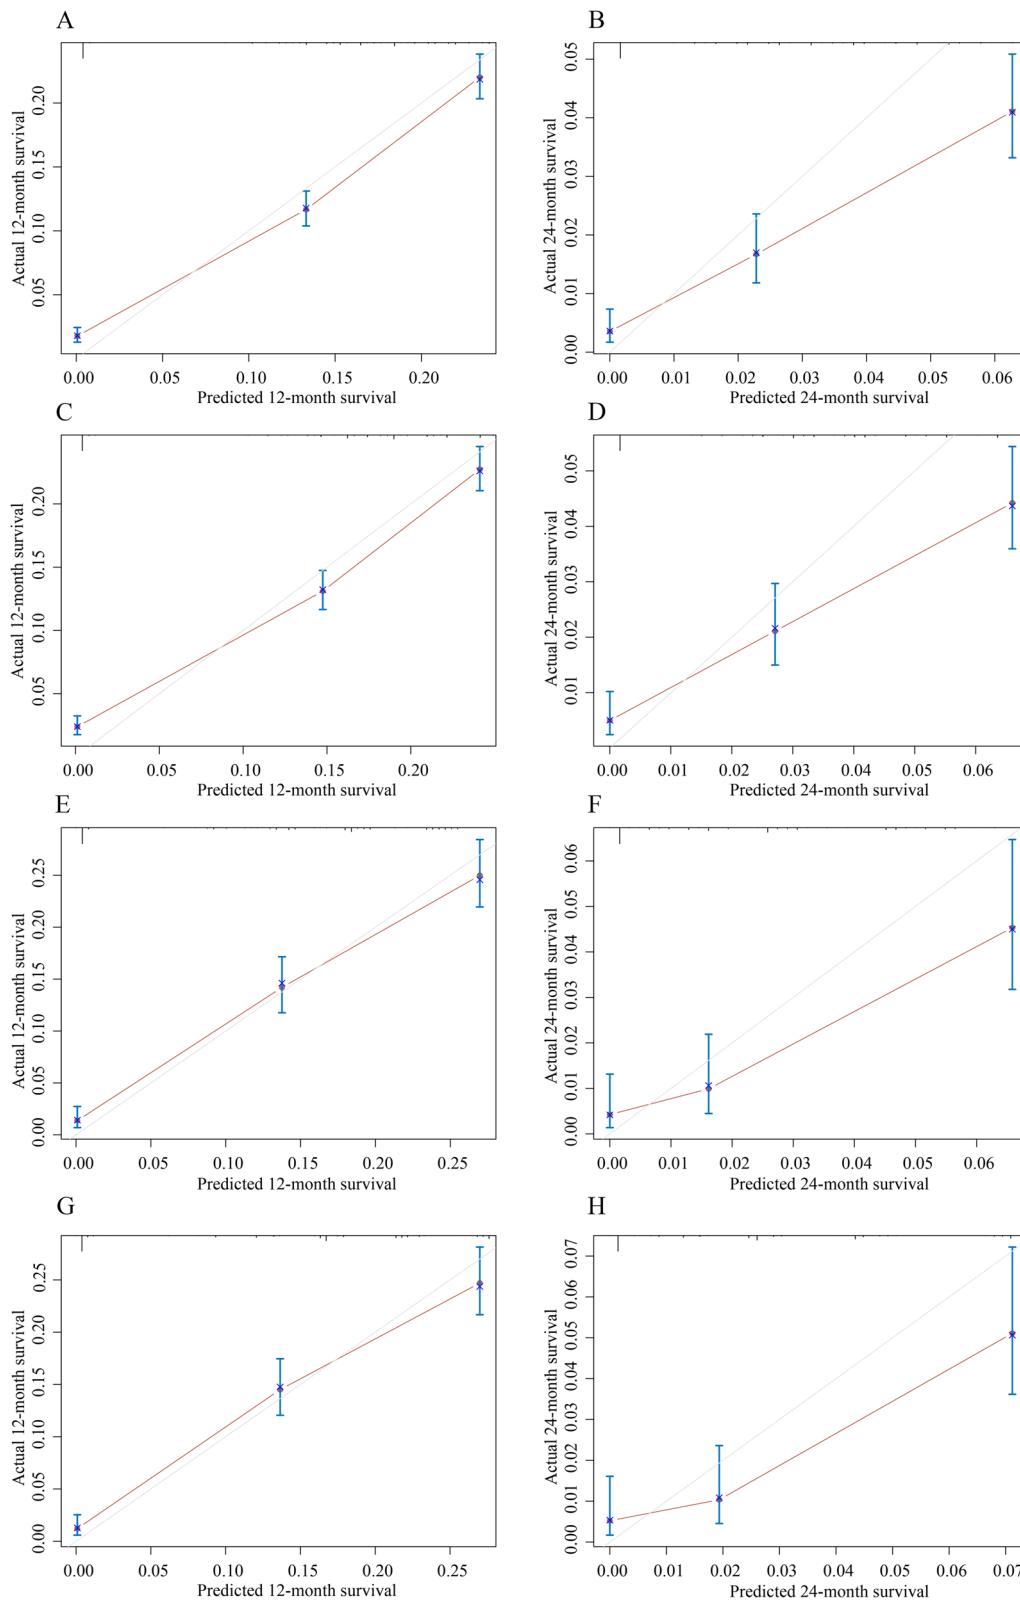 A
Actual 12-month survival
0.20
0.15
0.10
0.05
0.00 0.05 0.10 0.15 0.20
Predicted 12-month survival
B
Actual 24-month survival
0.05
0.04
0.03
0.02
0.01
0.00
0.00 0.01 0.02 0.03 0.04 0.05 0.06
Predicted 24-month survival
C
Actual 12-month survival
0.20
0.15
0.10
0.05
0.00 0.05 0.10 0.15 0.20
Predicted 12-month survival
D
Actual 24-month survival
0.05
0.04
0.03
0.02
0.01
0.00 0.01 0.02 0.03 0.04 0.05 0.06
Predicted 24-month survival
E
Actual 12-month survival
0.25
0.20
0.15
0.10
0.05
0.00
0.00 0.05 0.10 0.15 0.20 0.25
Predicted 12-month survival
F
Actual 24-month survival
0.06
0.05
0.04
0.03
0.02
0.01
0.00
0.00 0.01 0.02 0.03 0.04 0.05 0.06
Predicted 24-month survival
G
Actual 12-month survival
0.25
0.20
0.15
0.10
0.05
0.00
0.00 0.05 0.10 0.15 0.20 0.25
Predicted 12-month survival
H
Actual 24-month survival
0.07
0.06
0.05
0.04
0.03
0.02
0.01
0.00
0.00 0.01 0.02 0.03 0.04 0.05 0.06 0.07
Predicted 24-month survival